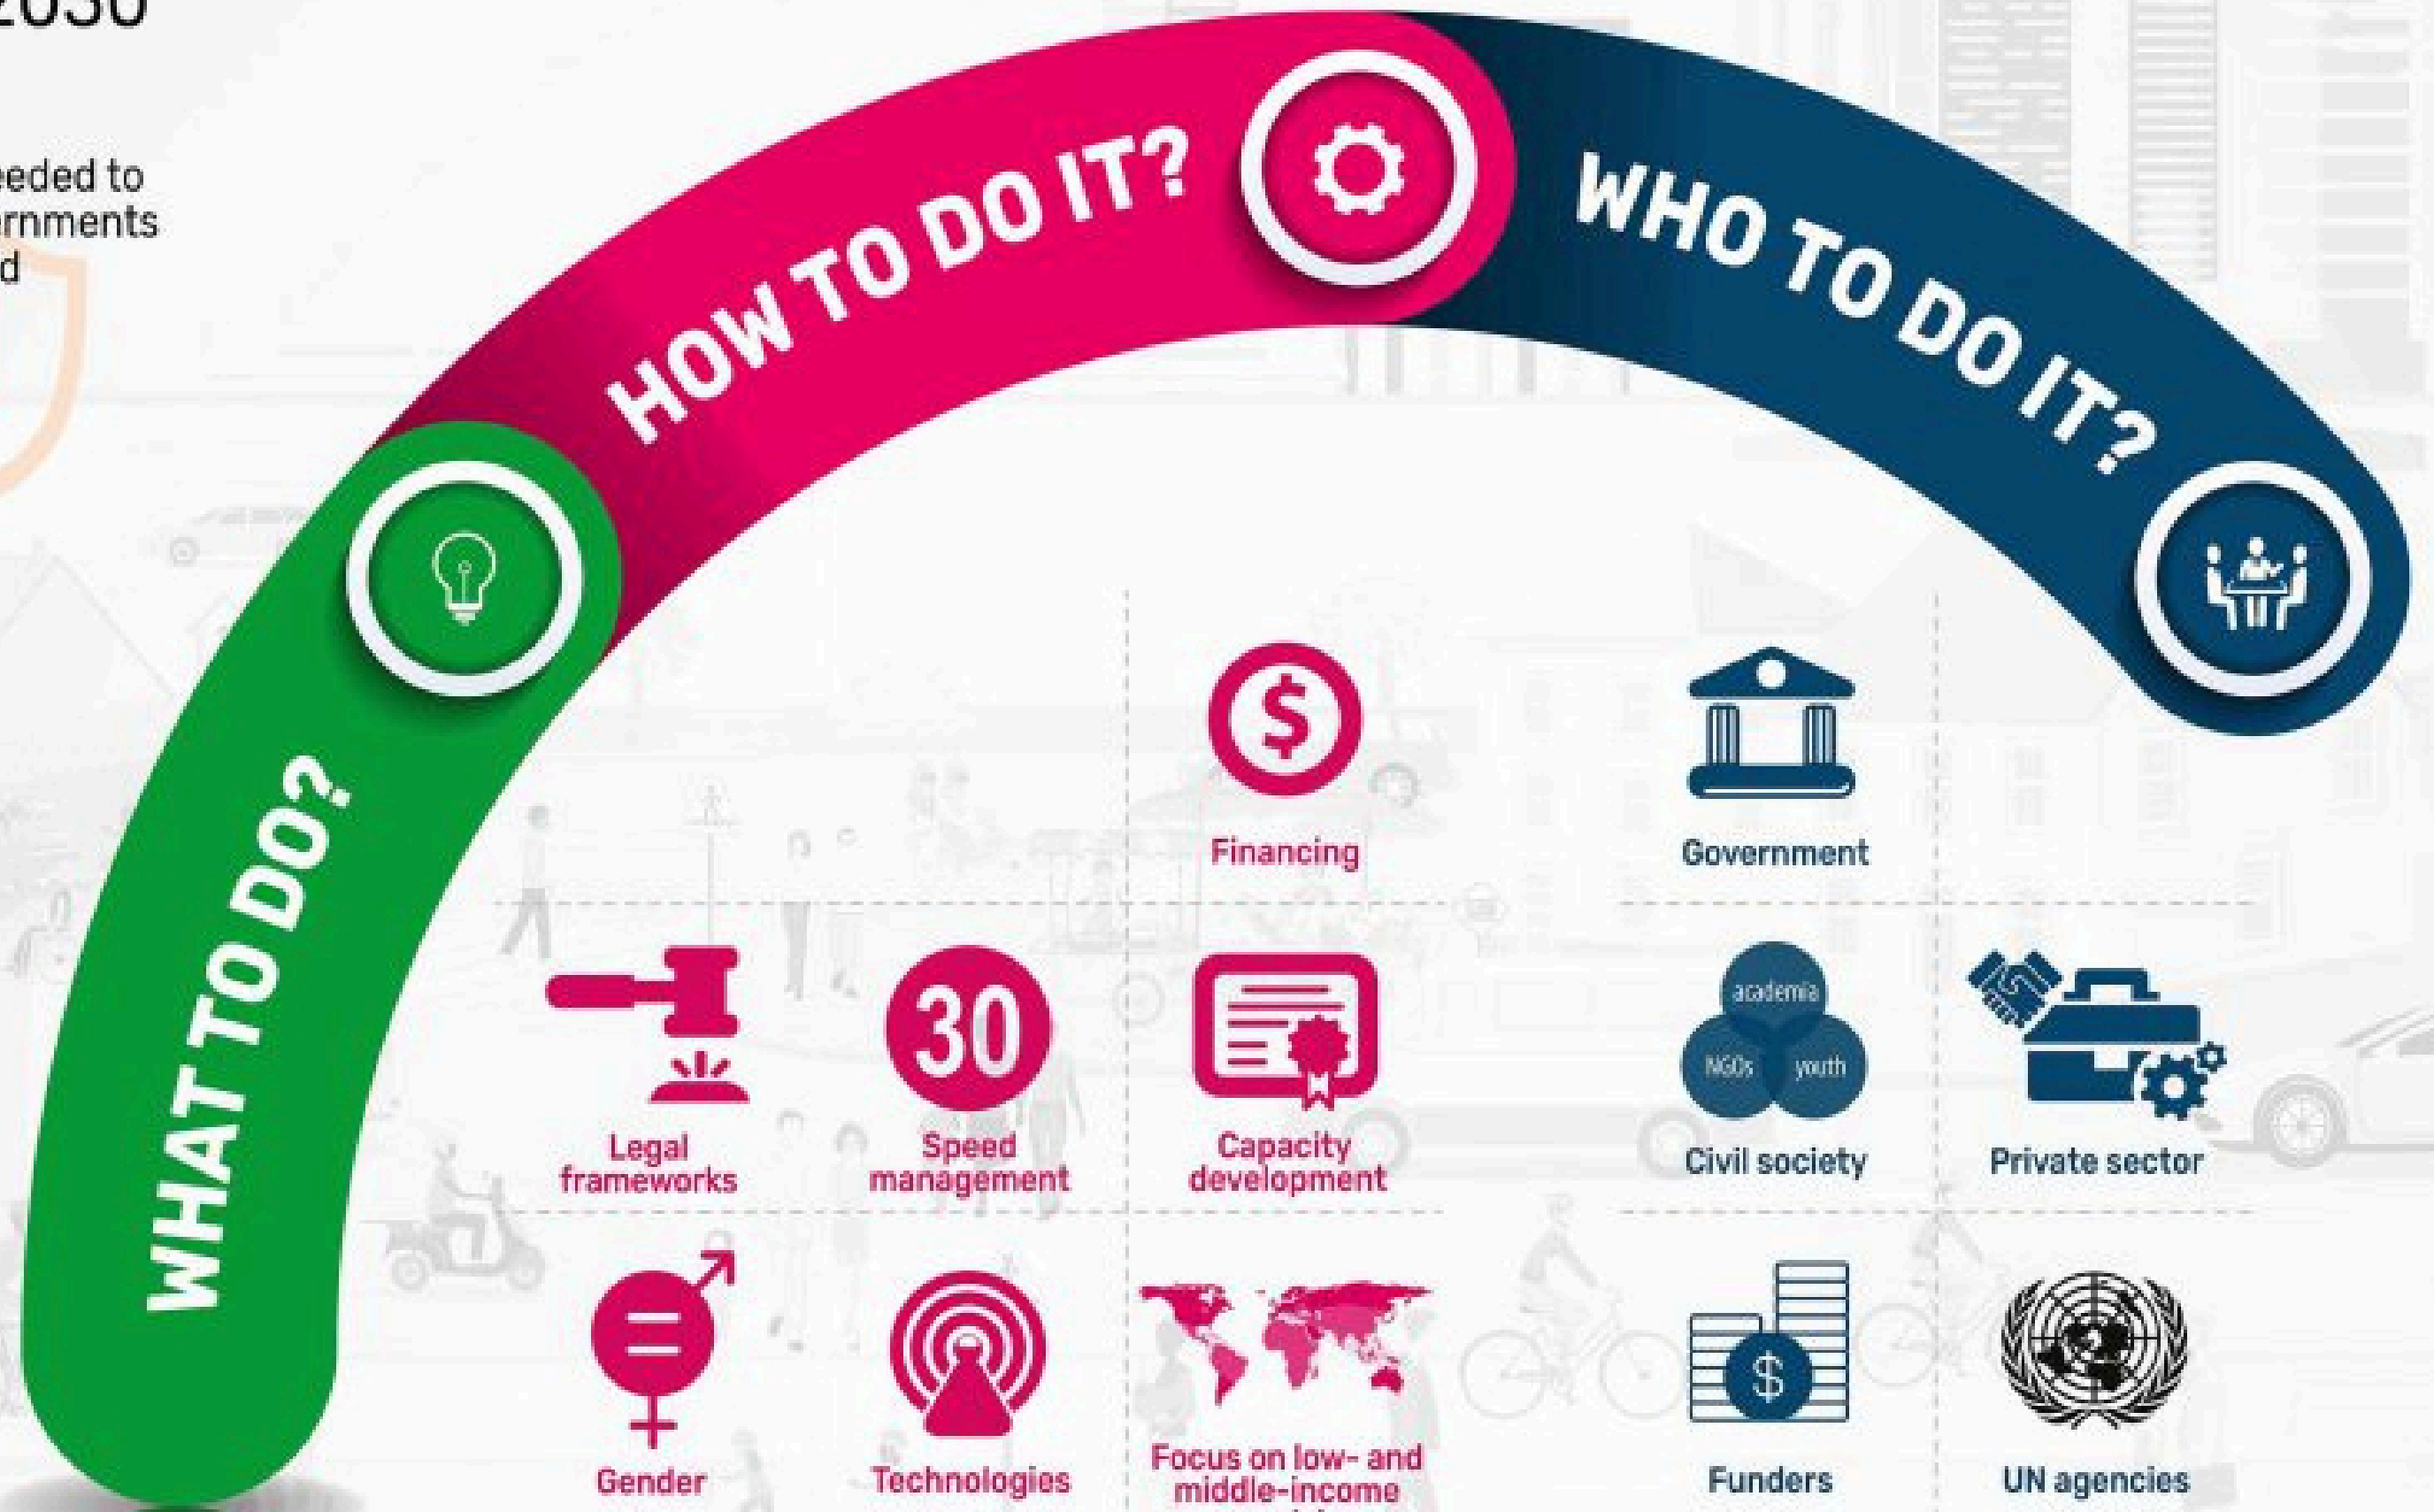 2030
eeded to
ernments
d
WHAT TO DO?
HOW TO DO IT?
WHO TO DO IT?
$
Financing
Government
Legal
frameworks
30
Speed
management
Capacity
development
academia
NGOs
youth
Civil society
Private sector
Gender
Technologies
Focus on low- and
middle-income
$
Funders
UN agencies